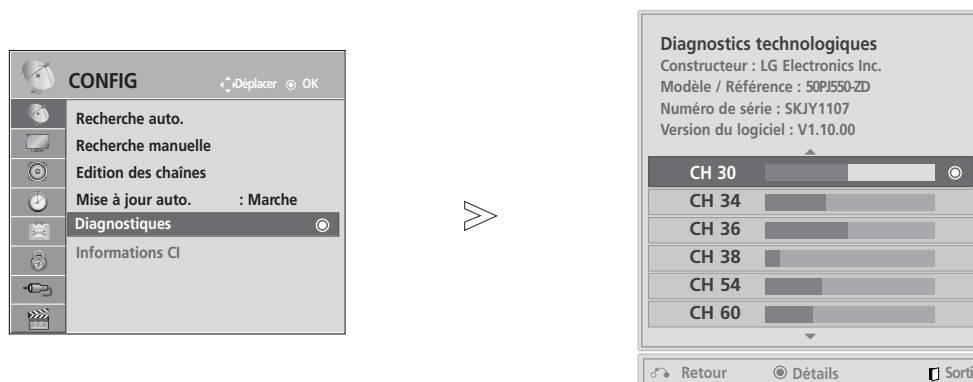 CONFIG
Déplacer OK
Recherche auto.
Recherche manuelle
Edition des chaînes
Mise à jour auto. : Marche
Diagnostiques
Informations CI
Diagnostics technologiques
Constructeur : LG Electronics Inc.
Modèle / Référence : 50PJ550-ZD
Numéro de série : SKJY1107
Version du logiciel : V1.10.00
CH 30
CH 34
CH 36
CH 38
CH 54
CH 60
Retour Détails Sorti